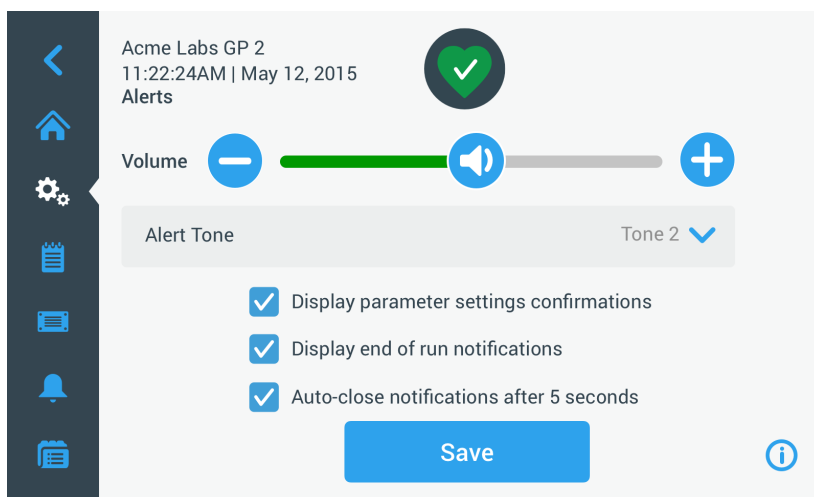 Acme Labs GP 2
11:22:24AM | May 12, 2015
Alerts
Volume
Alert Tone Tone 2
Display parameter settings confirmations
Display end of run notifications
Auto-close notifications after 5 seconds
Save